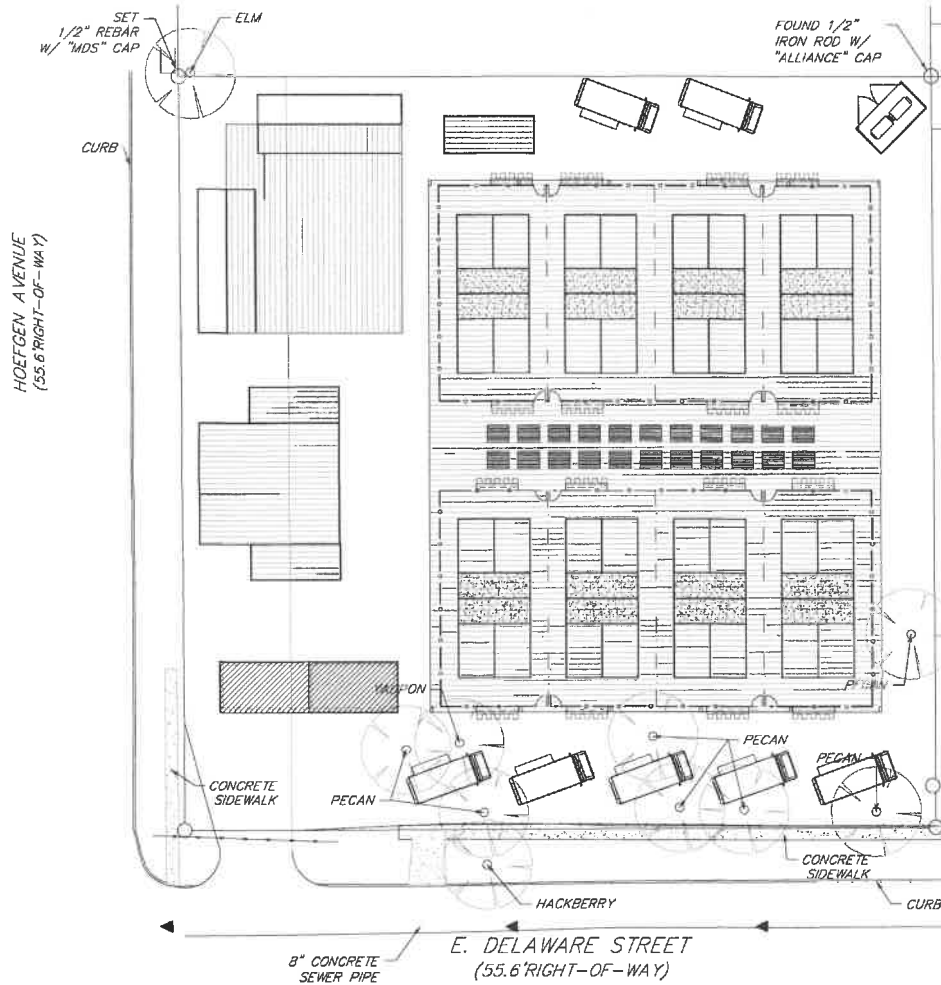 SET
1/2" REBAR
W/ "MDS" CAP
ELM
FOUND 1/2"
IRON ROD W/
"ALLIANCE" CAP
CURB
HOEFGEN AVENUE
(55.6'RIGHT-OF-WAY)
YAUPON
PECAN
PECAN
PECAN
CONCRETE
SIDEWALK
PECAN
CONCRETE
SIDEWALK
HACKBERRY
CURB
8" CONCRETE
SEWER PIPE
E. DELAWARE STREET
(55.6'RIGHT-OF-WAY)